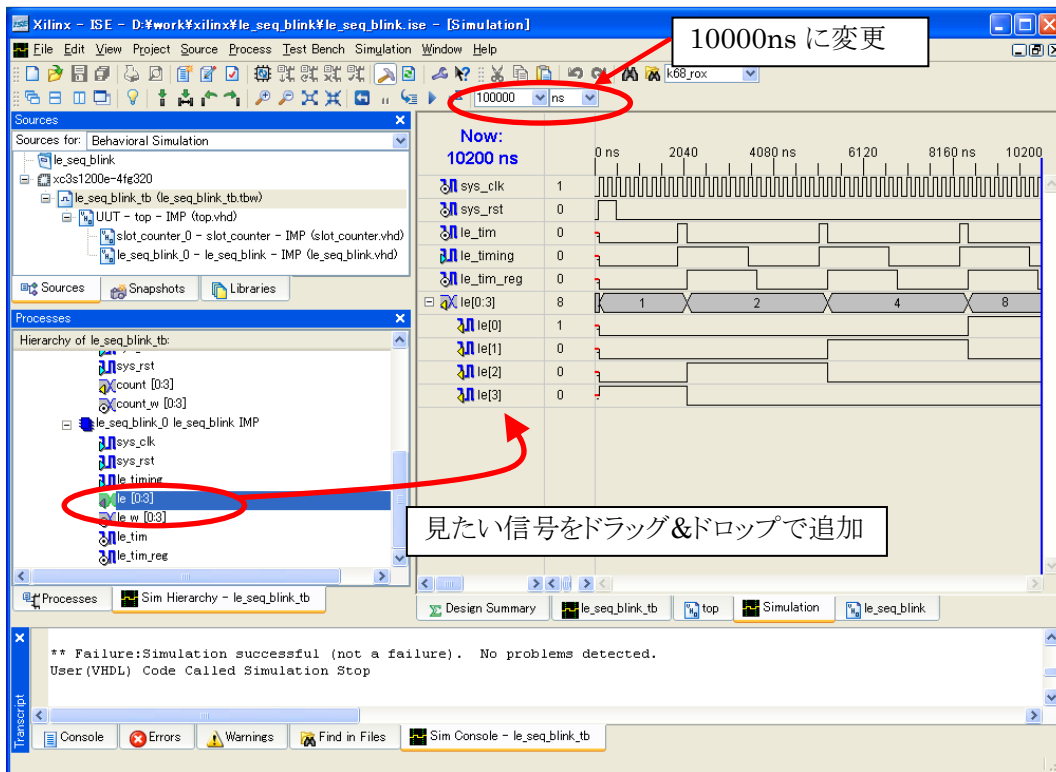 Xilinx - ISE - D:¥work¥xilinx¥le_seq_blink¥le_seq_blink.ise - [Simulation]
File Edit View Project Source Process Test Bench Simulation Window Help
10000ns に変更
k68_rox
100000 ns
Sources
Sources for: Behavioral Simulation
le_seq_blink
xc3s1200e-4fg320
le_seq_blink_tb (le_seq_blink_tb.tbw)
UUT - top - IMP (top.vhd)
slot_counter_0 - slot_counter - IMP (slot_counter.vhd)
le_seq_blink_0 - le_seq_blink - IMP (le_seq_blink.vhd)
Sources Snapshots Libraries
Processes
Hierarchy of le_seq_blink_tb:
sys_rst
count [0:3]
count_w [0:3]
le_seq_blink_0 le_seq_blink IMP
sys_clk
sys_rst
le_timing
le [0:3]
le_w [0:3]
le_tim
le_tim_reg
Processes Sim Hierarchy - le_seq_blink_tb
Now:
10200 ns
0 ns 2040 4080 ns 6120 8160 ns 10200
sys_clk 1
sys_rst 0
le_tim 0
le_timing 0
le_tim_reg 0
le[0:3] 8 1 2 4 8
le[0] 1
le[1] 0
le[2] 0
le[3] 0
見たい信号をドラッグ&ドロップで追加
Design Summary le_seq_blink_tb top Simulation le_seq_blink
** Failure:Simulation successful (not a failure). No problems detected.
User(VHDL) Code Called Simulation Stop
Transcript
Console Errors Warnings Find in Files Sim Console - le_seq_blink_tb